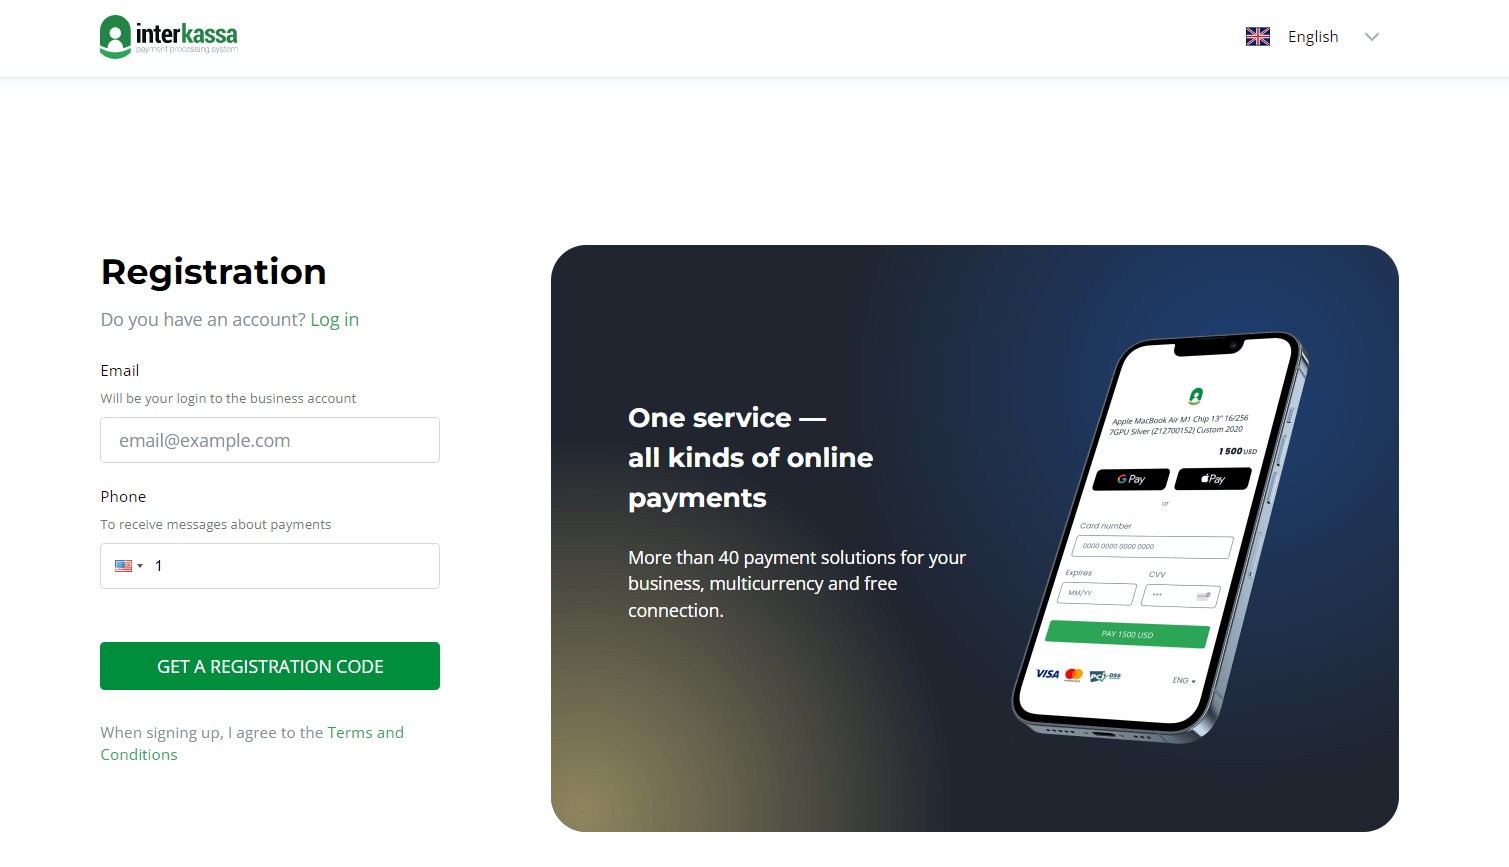 interkassa
payment processing system
English
Registration
Do you have an account? Log in
Email
Will be your login to the business account
email@example.com
Phone
To receive messages about payments
1
GET A REGISTRATION CODE
When signing up, I agree to the Terms and
Conditions
One service —
all kinds of online
payments
More than 40 payment solutions for your
business, multicurrency and free
connection.
Apple MacBook Air M1 Chip 13" 16/256
7GPU Silver (Z12700152) Custom 2020
1 500 USD
G Pay
Pay
or
Card number
0000 0000 0000 0000
Expires
CVV
MM/YY
***
PAY 1500 USD
VISA
PCI DSS
ENG